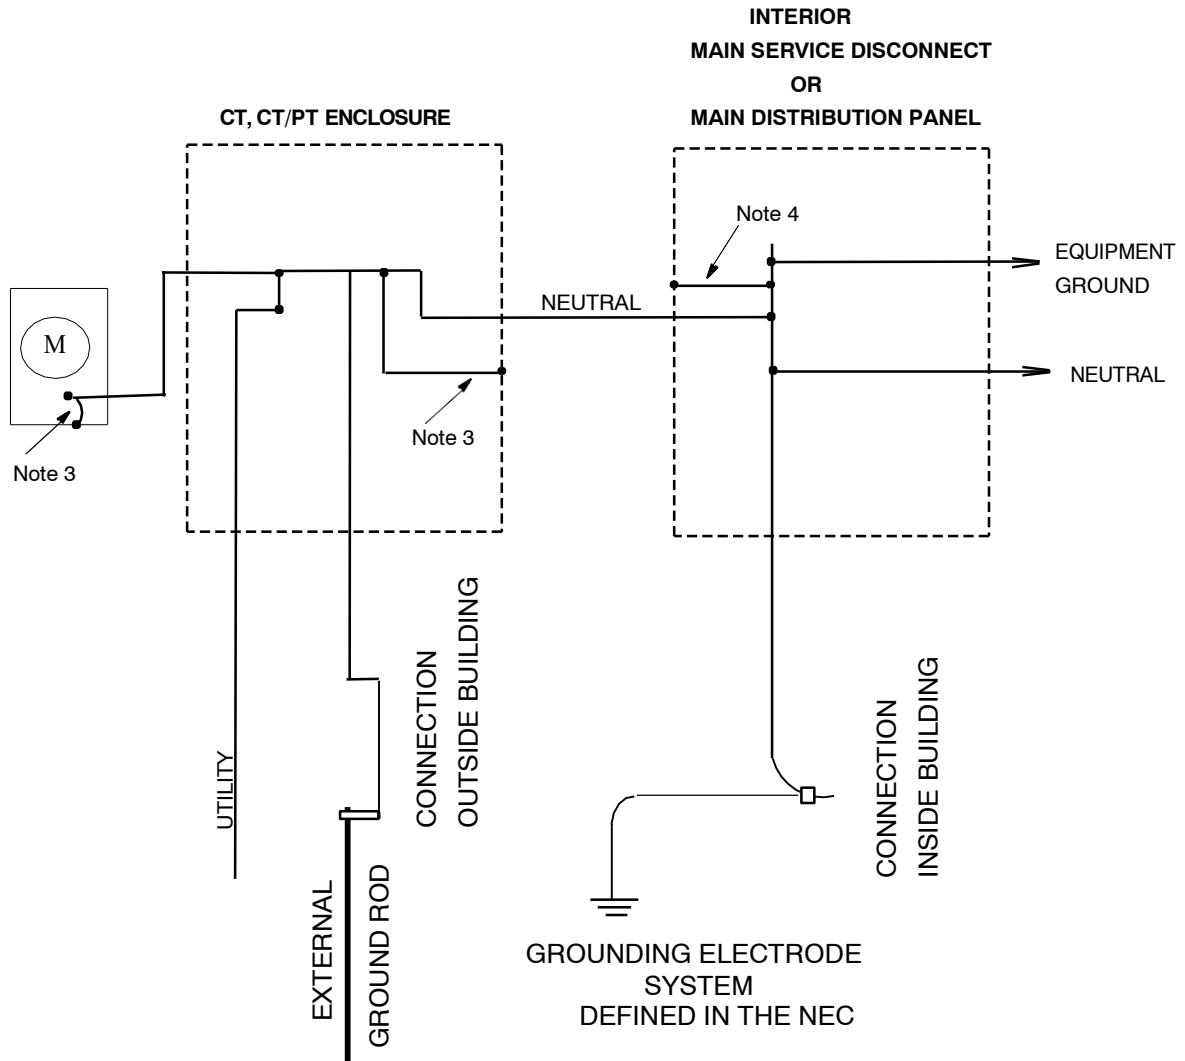 INTERIOR
MAIN SERVICE DISCONNECT
OR
MAIN DISTRIBUTION PANEL
CT, CT/PT ENCLOSURE
Note 4
EQUIPMENT
GROUND
NEUTRAL
M
NEUTRAL
Note 3
Note 3
CONNECTION
OUTSIDE BUILDING
CONNECTION
INSIDE BUILDING
UTILITY
EXTERNAL
GROUND ROD
GROUNDING ELECTRODE
SYSTEM
DEFINED IN THE NEC